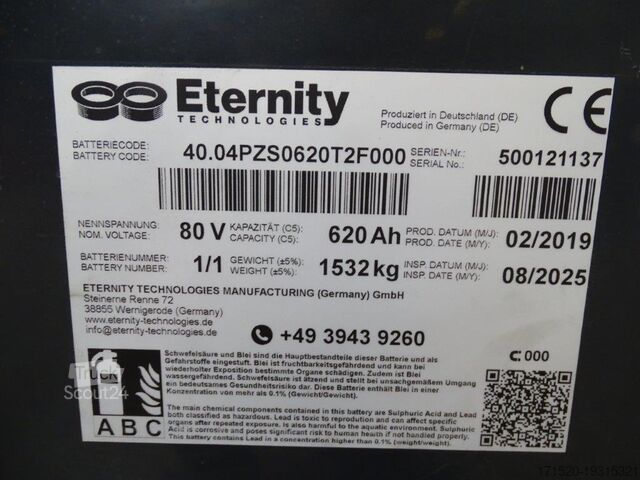 Eternity
TECHNOLOGIES
Produziert in Deutschland (DE)
Produced in Germany (DE)
CE
BATTERIECODE:
BATTERY CODE:
40.04PZS0620T2F000
SERIEN-Nr.:
SERIAL No.:
500121137
NENNSPANNUNG:
NOM. VOLTAGE:
80 V
KAPAZITÄT (C5):
CAPACITY (C5):
620 Ah
PROD. DATUM (M/J):
PROD. DATE (M/Y):
02/2019
BATTERIENUMMER:
BATTERY NUMBER:
1/1
GEWICHT (±5%):
WEIGHT (±5%):
1532 kg
INSP. DATUM (M/J):
INSP. DATE (M/Y):
08/2025
ETERNITY TECHNOLOGIES MANUFACTURING (Germany) GmbH
Steinerne Renne 72
38855 Wernigerode (Germany)
www.eternity-technologies.de
info@eternity-technologies.de
+49 3943 9260
Schwefelsäure und Blei sind die Hauptbestandteile dieser Batterie und als
Gefahrstoffe eingestuft. Blei ist fruchtbarkeitsgefährdend und kann bei
wiederholter Exposition bestimmte Organe schädigen. Blei ist ebenso
wassergefährdend. Schwefelsäure ist ätzend und stellt bei unsachgemäßem Umgang
ein bedeutsames Gesundheitsrisiko dar. Diese Batterie enthält Blei in einer
Konzentration von mehr als 0.1% (Gewicht/Gewicht).
000
ABC
The main chemical components contained in this battery are Sulphuric Acid and Lead
both classified as hazardous. Lead is toxic to reproduction and can affect specific
organs after repeated exposure. Is also harmful to the aquatic environment. Sulphuric
Acid is corrosive and poses significant risk to human health if not handled properly.
This battery contains Lead in a concentration higher than 0.1% (weight/weight).
Trucks
Scout24
171520-19315321